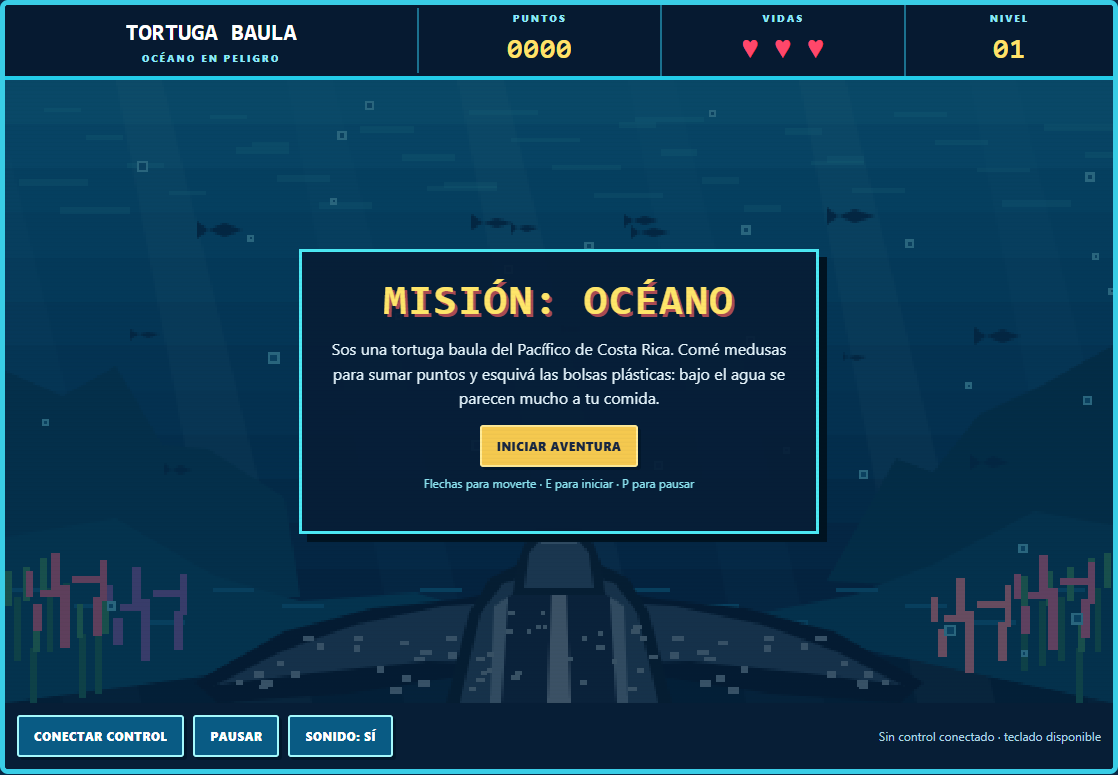 TORTUGA BAULA
OCÉANO EN PELIGRO
PUNTOS
0000
VIDAS
♥ ♥ ♥
NIVEL
01
MISIÓN: OCÉANO
Sos una tortuga baula del Pacífico de Costa Rica. Comé medusas
para sumar puntos y esquivá las bolsas plásticas: bajo el agua se
parecen mucho a tu comida.
INICIAR AVENTURA
Flechas para moverte · E para iniciar · P para pausar
CONECTAR CONTROL
PAUSAR
SONIDO: SÍ
Sin control conectado · teclado disponible